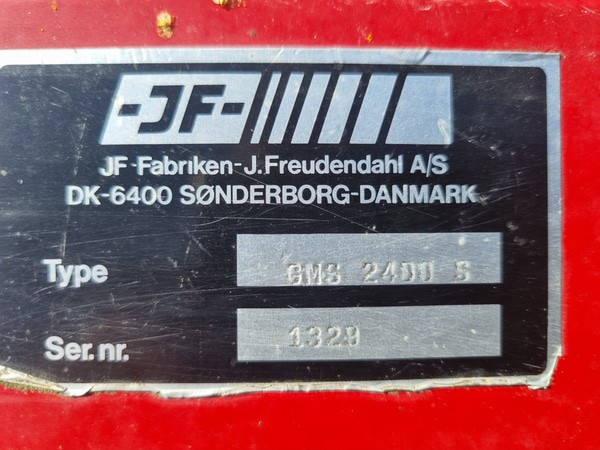 -JF-
JF-Fabriken-J.Freudendahl A/S
DK-6400 SØNDERBORG-DANMARK
Type GMS 2400 S
Ser.nr. 1329